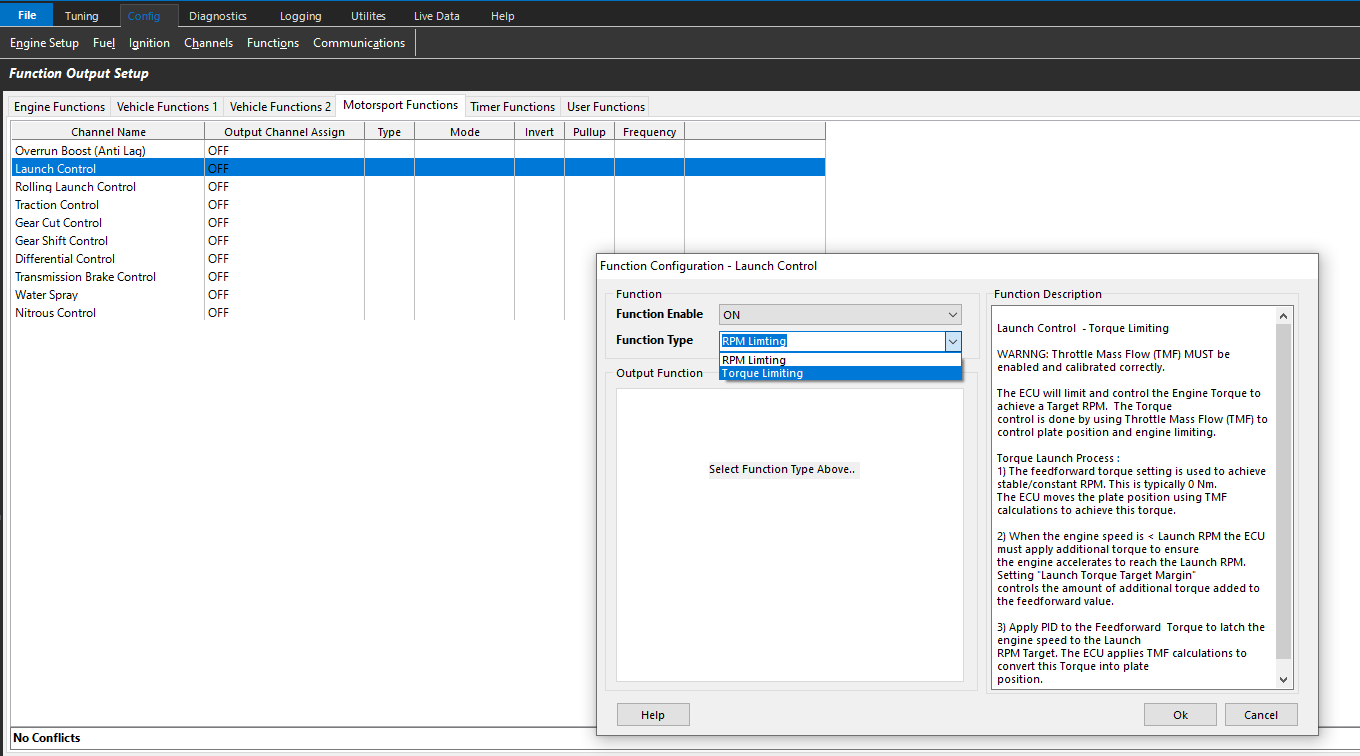 File Tuning Config Diagnostics Logging Utilites Live Data Help
Engine Setup Fuel Ignition Channels Functions Communications
Function Output Setup
Engine Functions Vehicle Functions 1 Vehicle Functions 2 Motorsport Functions Timer Functions User Functions
Channel Name Output Channel Assign Type Mode Invert Pullup Frequency
Overrun Boost (Anti Lag) OFF
Launch Control OFF
Rolling Launch Control OFF
Traction Control OFF
Gear Cut Control OFF
Gear Shift Control OFF
Differential Control OFF
Transmission Brake Control OFF
Water Spray OFF
Nitrous Control OFF
Function Configuration - Launch Control
Function
Function Enable ON
Function Type RPM Limting
RPM Limting
Torque Limiting
Output Function
Select Function Type Above..
Function Description
Launch Control - Torque Limiting
WARNNG: Throttle Mass Flow (TMF) MUST be
enabled and calibrated correctly.
The ECU will limit and control the Engine Torque to
achieve a Target RPM. The Torque
control is done by using Throttle Mass Flow (TMF) to
control plate position and engine limiting.
Torque Launch Process :
1) The feedforward torque setting is used to achieve
stable/constant RPM. This is typically 0 Nm.
The ECU moves the plate position using TMF
calculations to achieve this torque.
2) When the engine speed is < Launch RPM the ECU
must apply additional torque to ensure
the engine accelerates to reach the Launch RPM.
Setting "Launch Torque Target Margin"
controls the amount of additional torque added to
the feedforward value.
3) Apply PID to the Feedforward Torque to latch the
engine speed to the Launch
RPM Target. The ECU applies TMF calculations to
convert this Torque into plate
position.
Help Ok Cancel
No Conflicts